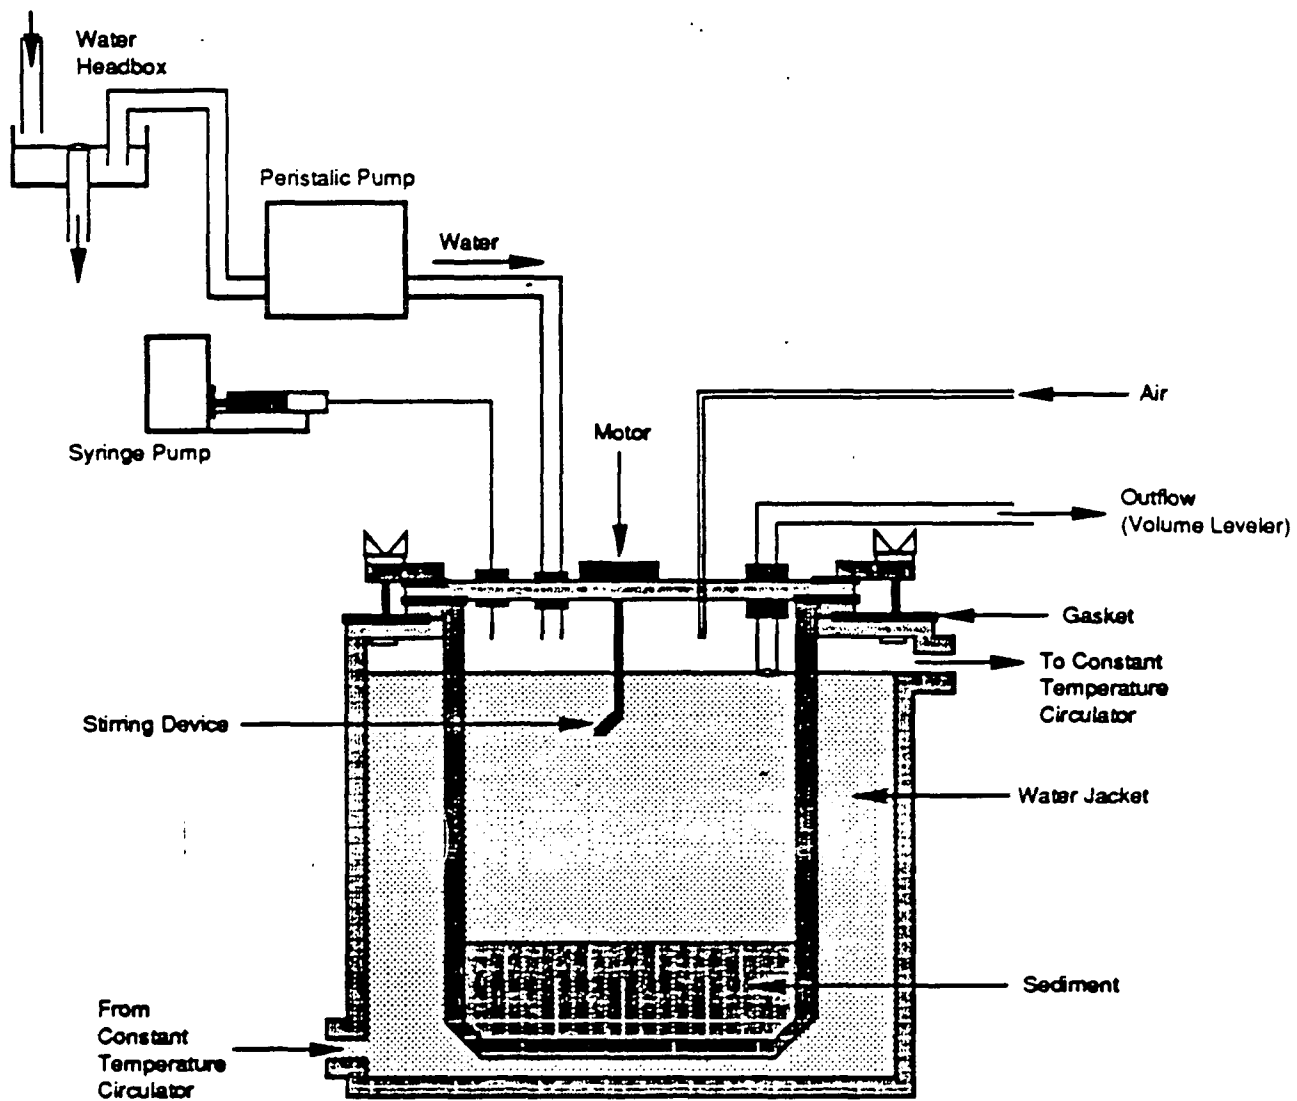 Water
Headbox
Peristalic Pump
Water
Syringe Pump
Motor
Air
Outflow
(Volume Leveler)
Gasket
To Constant
Temperature
Circulator
Stirring Device
Water Jacket
Sediment
From
Constant
Temperature
Circulator